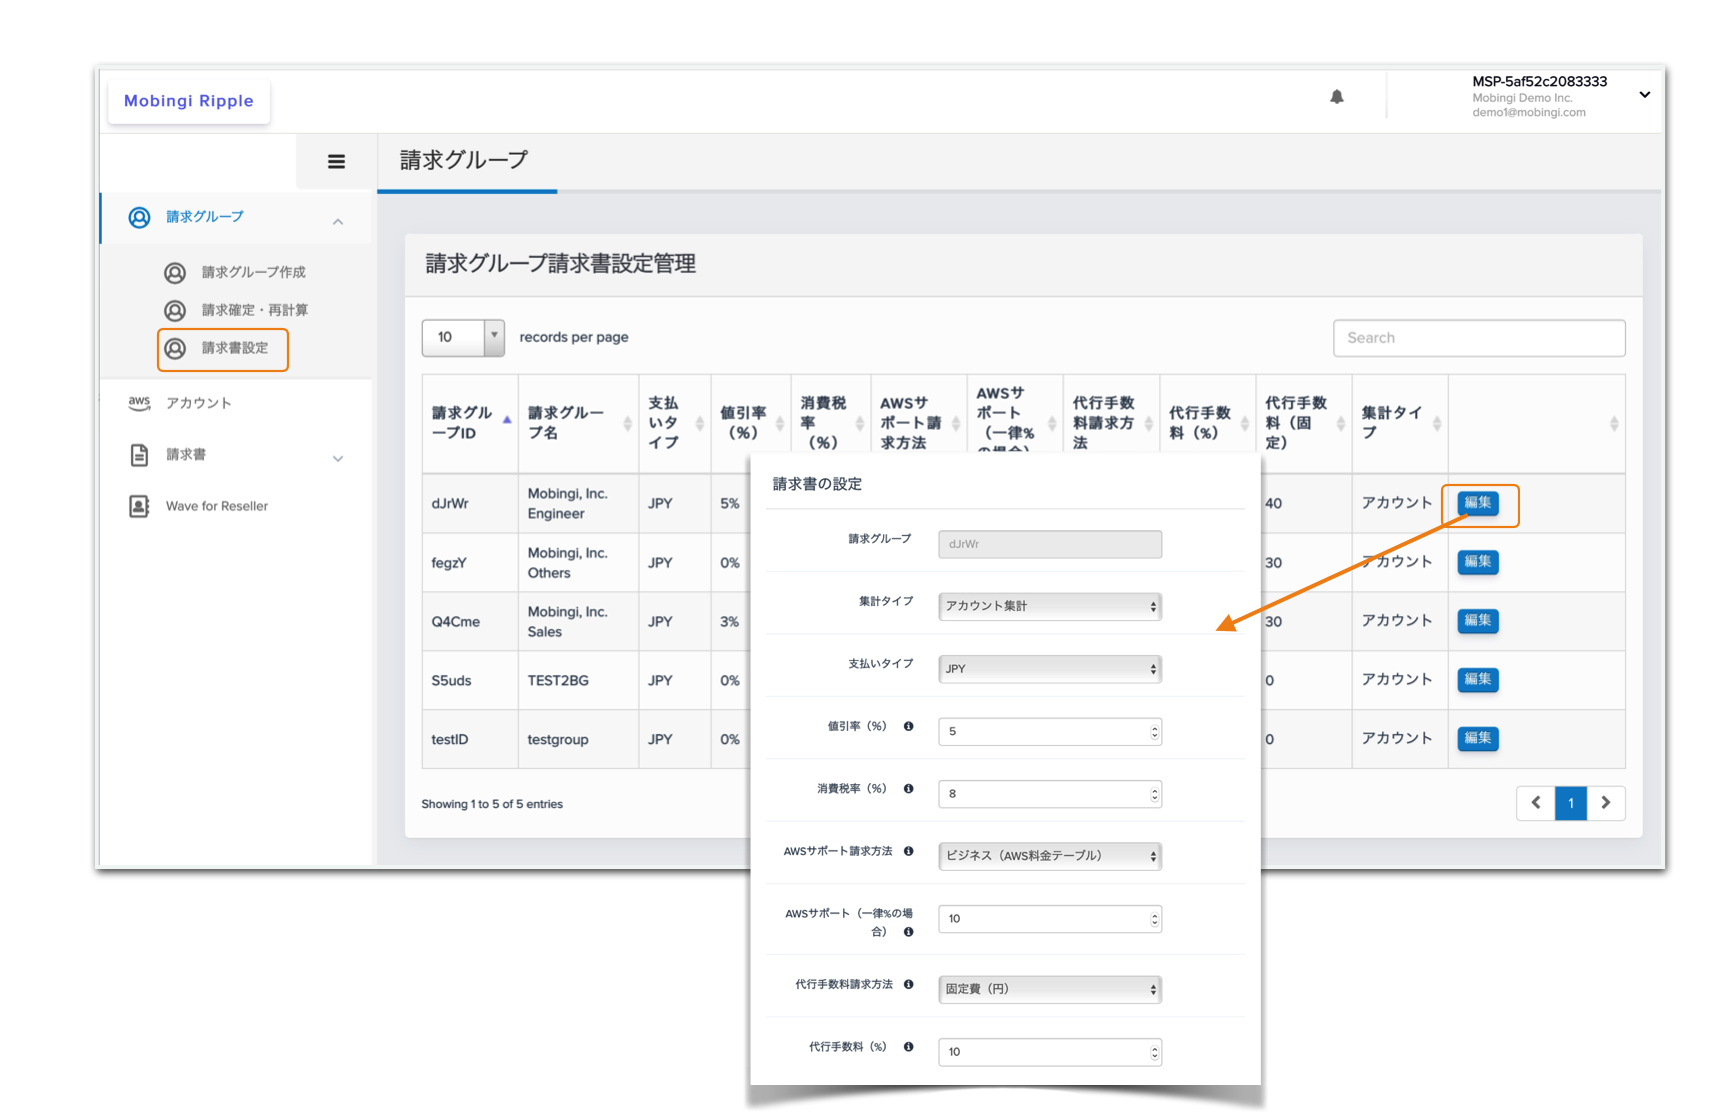 Mobingi Ripple
MSP-5af52c2083333
Mobingi Demo Inc.
demo1@mobingi.com
請求グループ
請求グループ
請求グループ作成
請求確定・再計算
請求書設定
aws アカウント
請求書
Wave for Reseller
請求グループ請求書設定管理
10 records per page
Search
請求グル
ープID
請求グルー
プ名
支払
いタ
イプ
値引率
（%）
消費税
率
（%）
AWSサ
ポート請
求方法
AWSサ
ポート
（一律%
の場合）
代行手数
料請求方
法
代行手数
料（%）
代行手数
料（固
定）
集計タイ
プ
dJrWr
Mobingi, Inc.
Engineer
JPY
5%
40
アカウント
編集
fegzY
Mobingi, Inc.
Others
JPY
0%
30
アカウント
編集
Q4Cme
Mobingi, Inc.
Sales
JPY
3%
30
アカウント
編集
S5uds
TEST2BG
JPY
0%
0
アカウント
編集
testID
testgroup
JPY
0%
0
アカウント
編集
Showing 1 to 5 of 5 entries
1
請求書の設定
請求グループ
dJrWr
集計タイプ
アカウント集計
支払いタイプ
JPY
値引率（%）
5
消費税率（%）
8
AWSサポート請求方法
ビジネス（AWS料金テーブル）
AWSサポート（一律%の場
合）
10
代行手数料請求方法
固定費（円）
代行手数料（%）
10